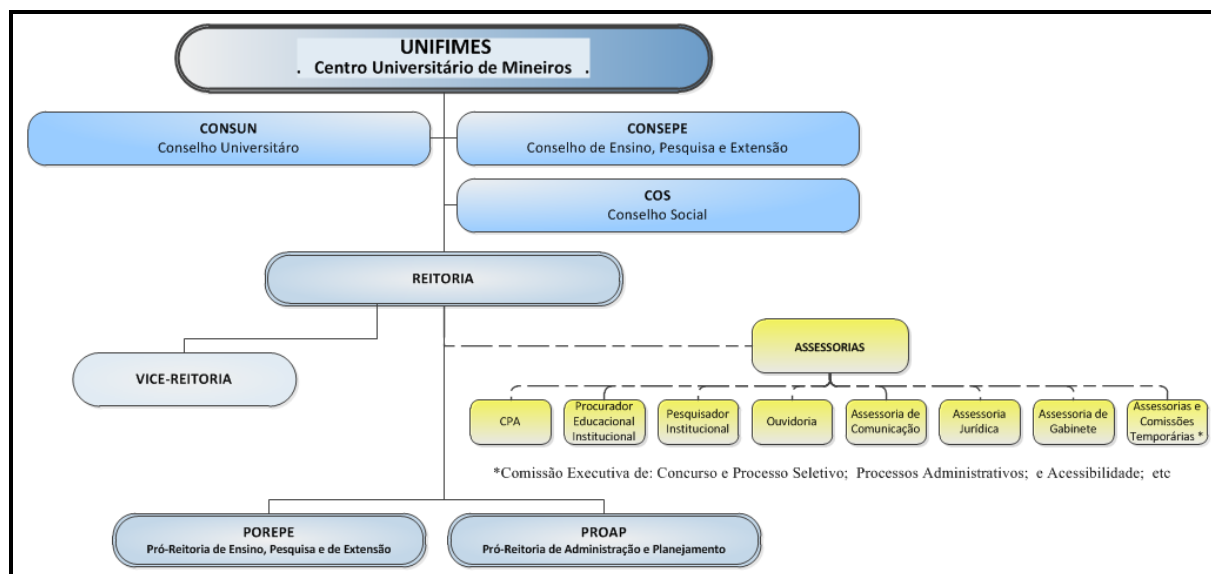 UNIFIMES
. Centro Universitário de Mineiros .
CONSUN
Conselho Universitáro
CONSEPE
Conselho de Ensino, Pesquisa e Extensão
COS
Conselho Social
REITORIA
ASSESSORIAS
VICE-REITORIA
CPA
Procurador
Educacional
Institucional
Pesquisador
Institucional
Ouvidoria
Assessoria de
Comunicação
Assessoria
Jurídica
Assessoria de
Gabinete
Assessorias e
Comissões
Temporárias *
*Comissão Executiva de: Concurso e Processo Seletivo; Processos Administrativos; e Acessibilidade; etc
POREPE
Pró-Reitoria de Ensino, Pesquisa e de Extensão
PROAP
Pró-Reitoria de Administração e Planejamento